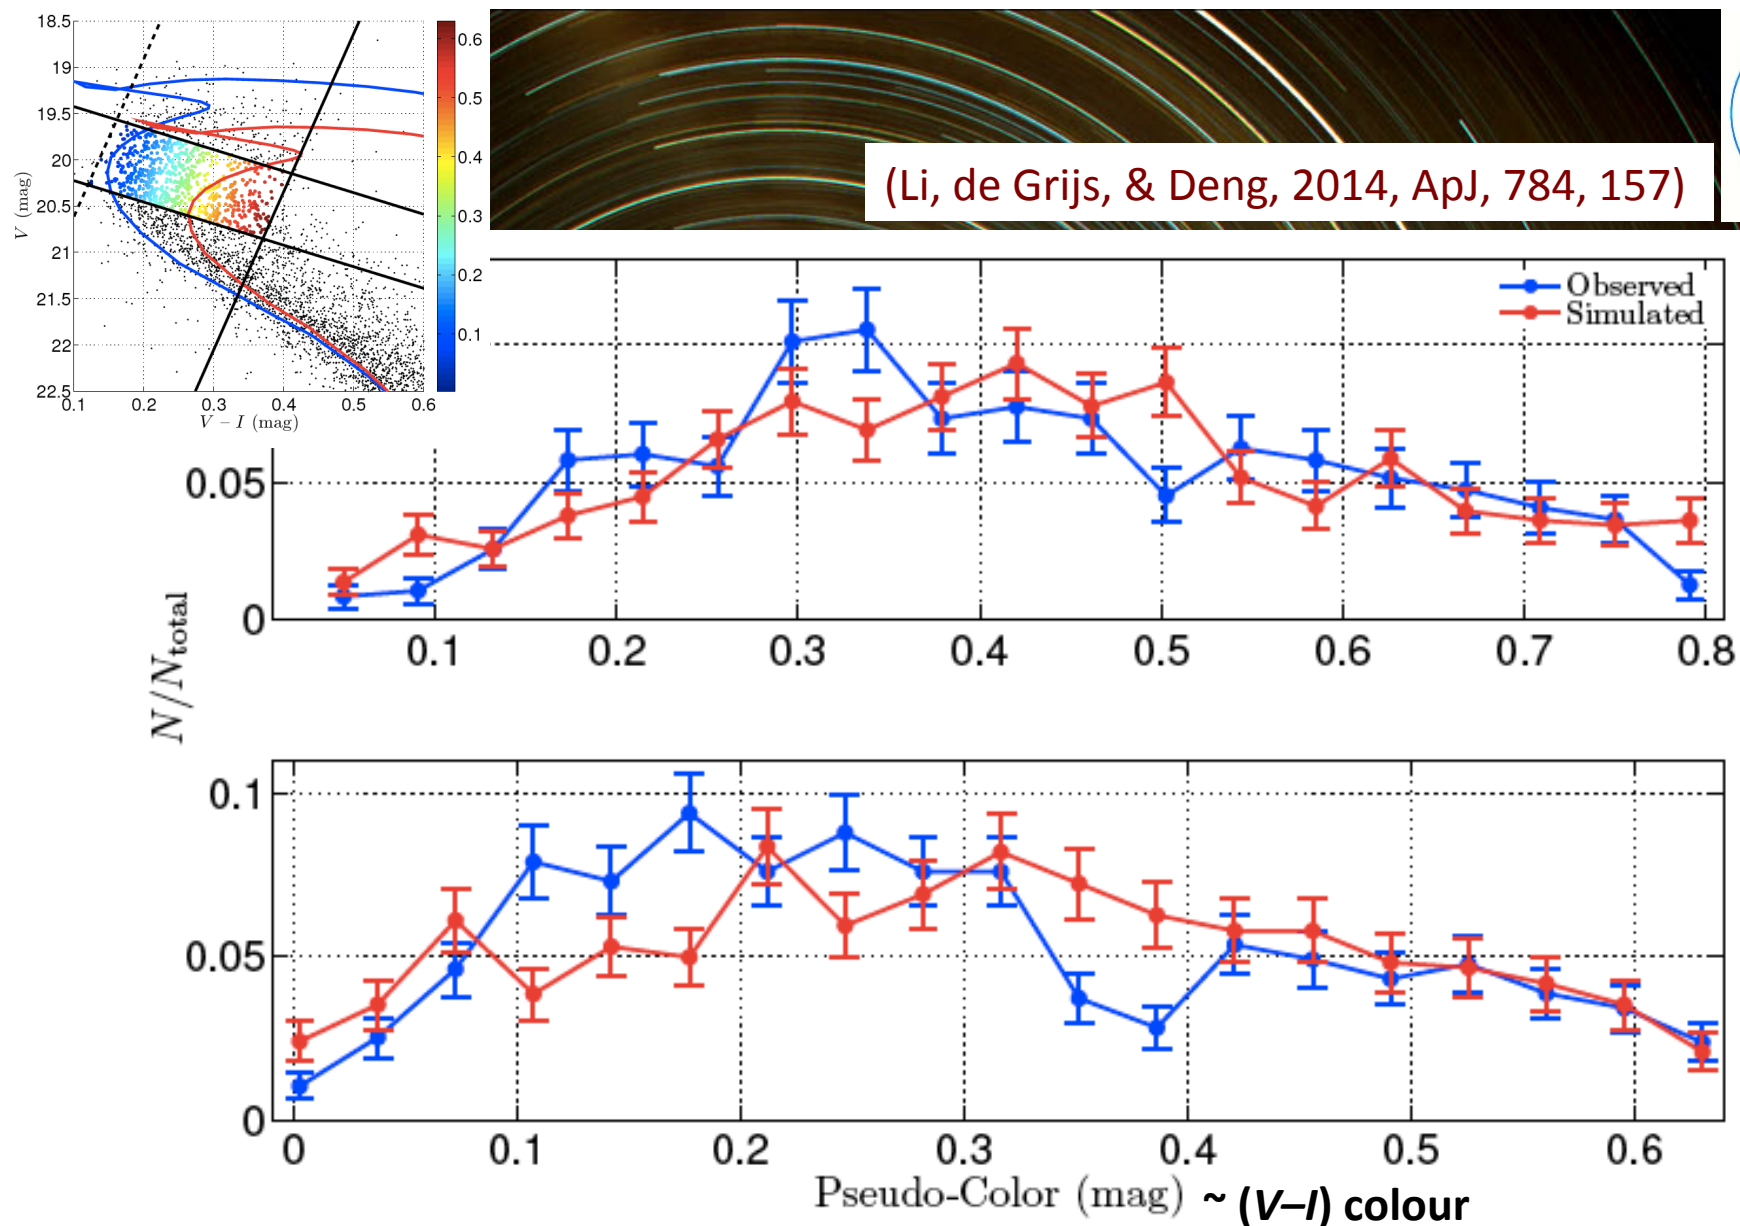 18.5
19
19.5
20
20.5
21
21.5
22
22.5
V (mag)
0.1 0.2 0.3 0.4 0.5 0.6
V − I (mag)
0.6
0.5
0.4
0.3
0.2
0.1
(Li, de Grijs, & Deng, 2014, ApJ, 784, 157)
Observed
Simulated
0.05
0
0.1 0.2 0.3 0.4 0.5 0.6 0.7 0.8
N/Ntotal
0.1
0.05
0
0 0.1 0.2 0.3 0.4 0.5 0.6
Pseudo-Color (mag) ~ (V–I) colour